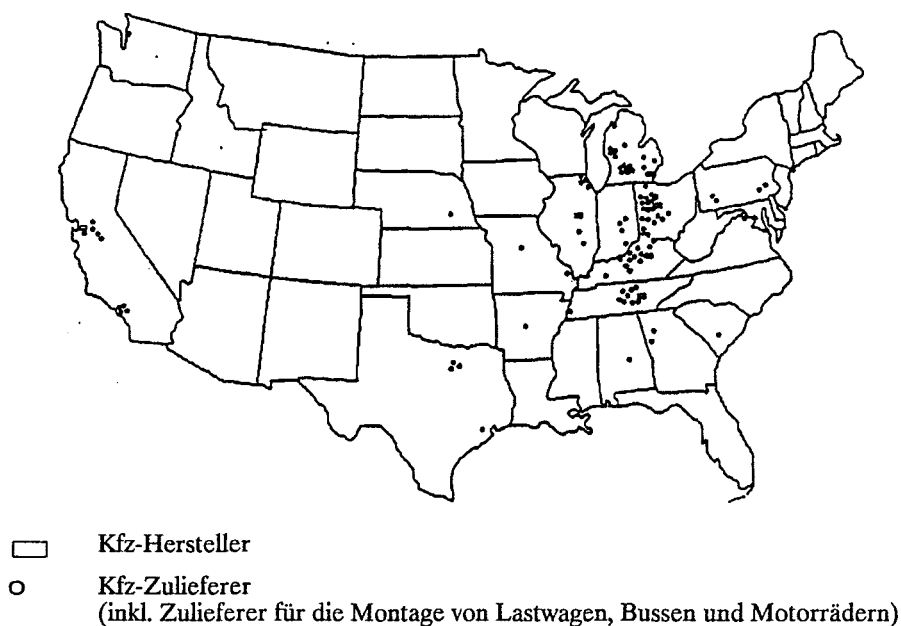 Kfz-Hersteller
Kfz-Zulieferer
(inkl. Zulieferer für die Montage von Lastwagen, Bussen und Motorrädern)